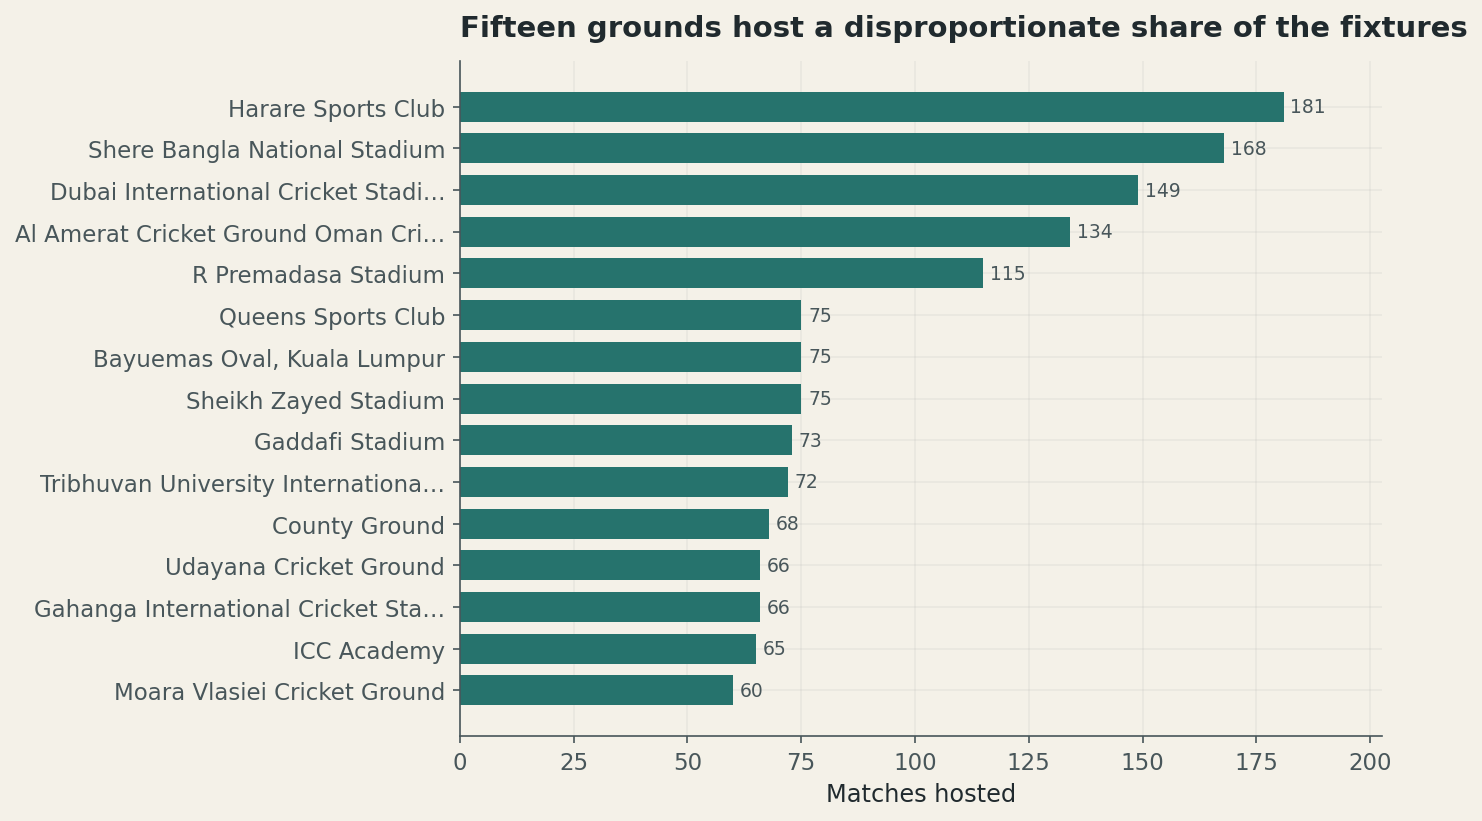 Fifteen grounds host a disproportionate share of the fixtures
Harare Sports Club 181
Shere Bangla National Stadium 168
Dubai International Cricket Stadi… 149
Al Amerat Cricket Ground Oman Cri… 134
R Premadasa Stadium 115
Queens Sports Club 75
Bayuemas Oval, Kuala Lumpur 75
Sheikh Zayed Stadium 75
Gaddafi Stadium 73
Tribhuvan University Internationa… 72
County Ground 68
Udayana Cricket Ground 66
Gahanga International Cricket Sta… 66
ICC Academy 65
Moara Vlasiei Cricket Ground 60
0 25 50 75 100 125 150 175 200
Matches hosted